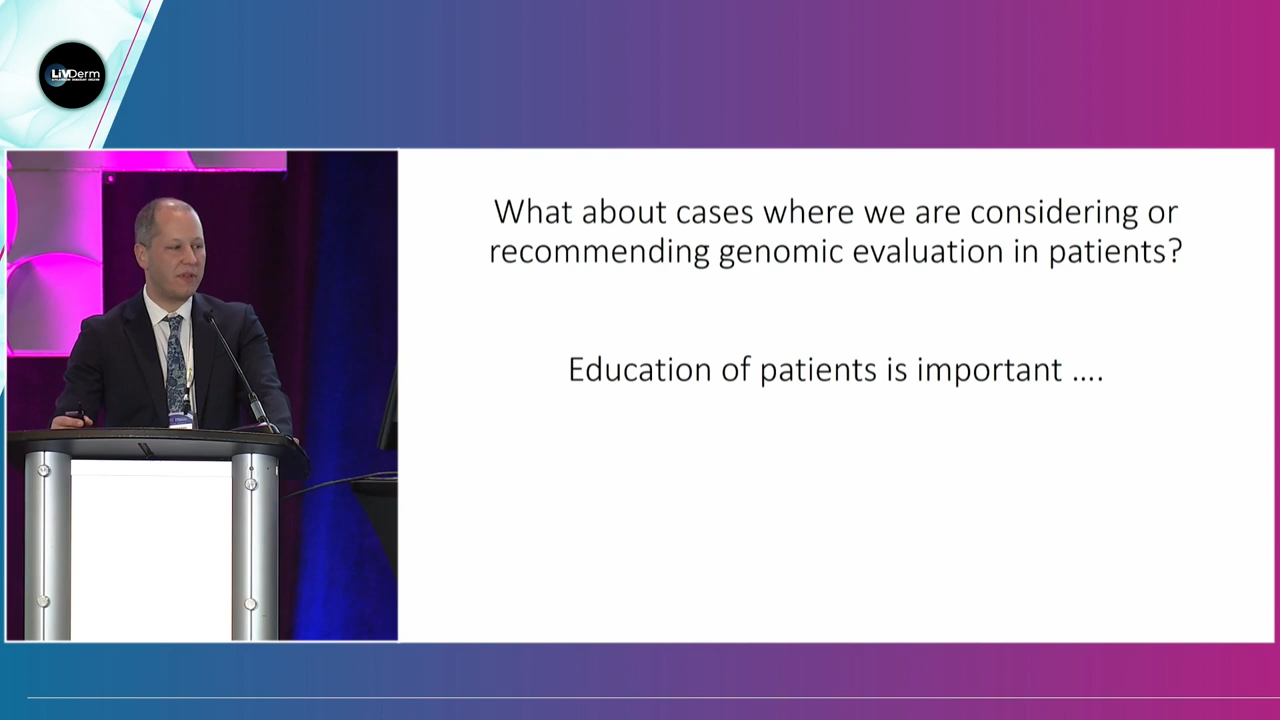 LiVDerm
What about cases where we are considering or
recommending genomic evaluation in patients?
Education of patients is important ....